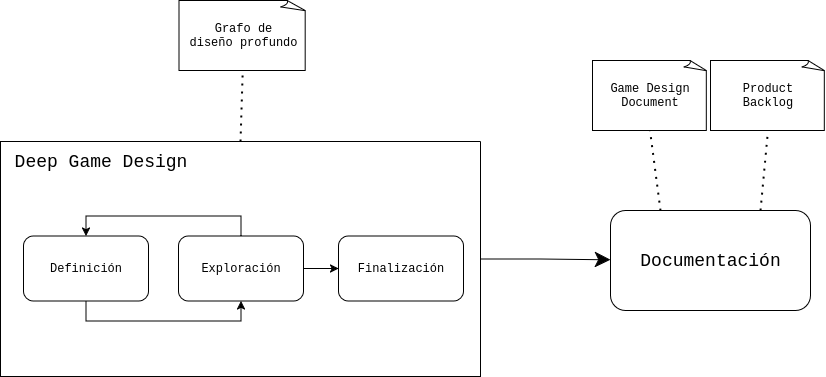 Grafo de
diseño profundo
Game Design
Document
Product
Backlog
Deep Game Design
Definición
Exploración
Finalización
Documentación